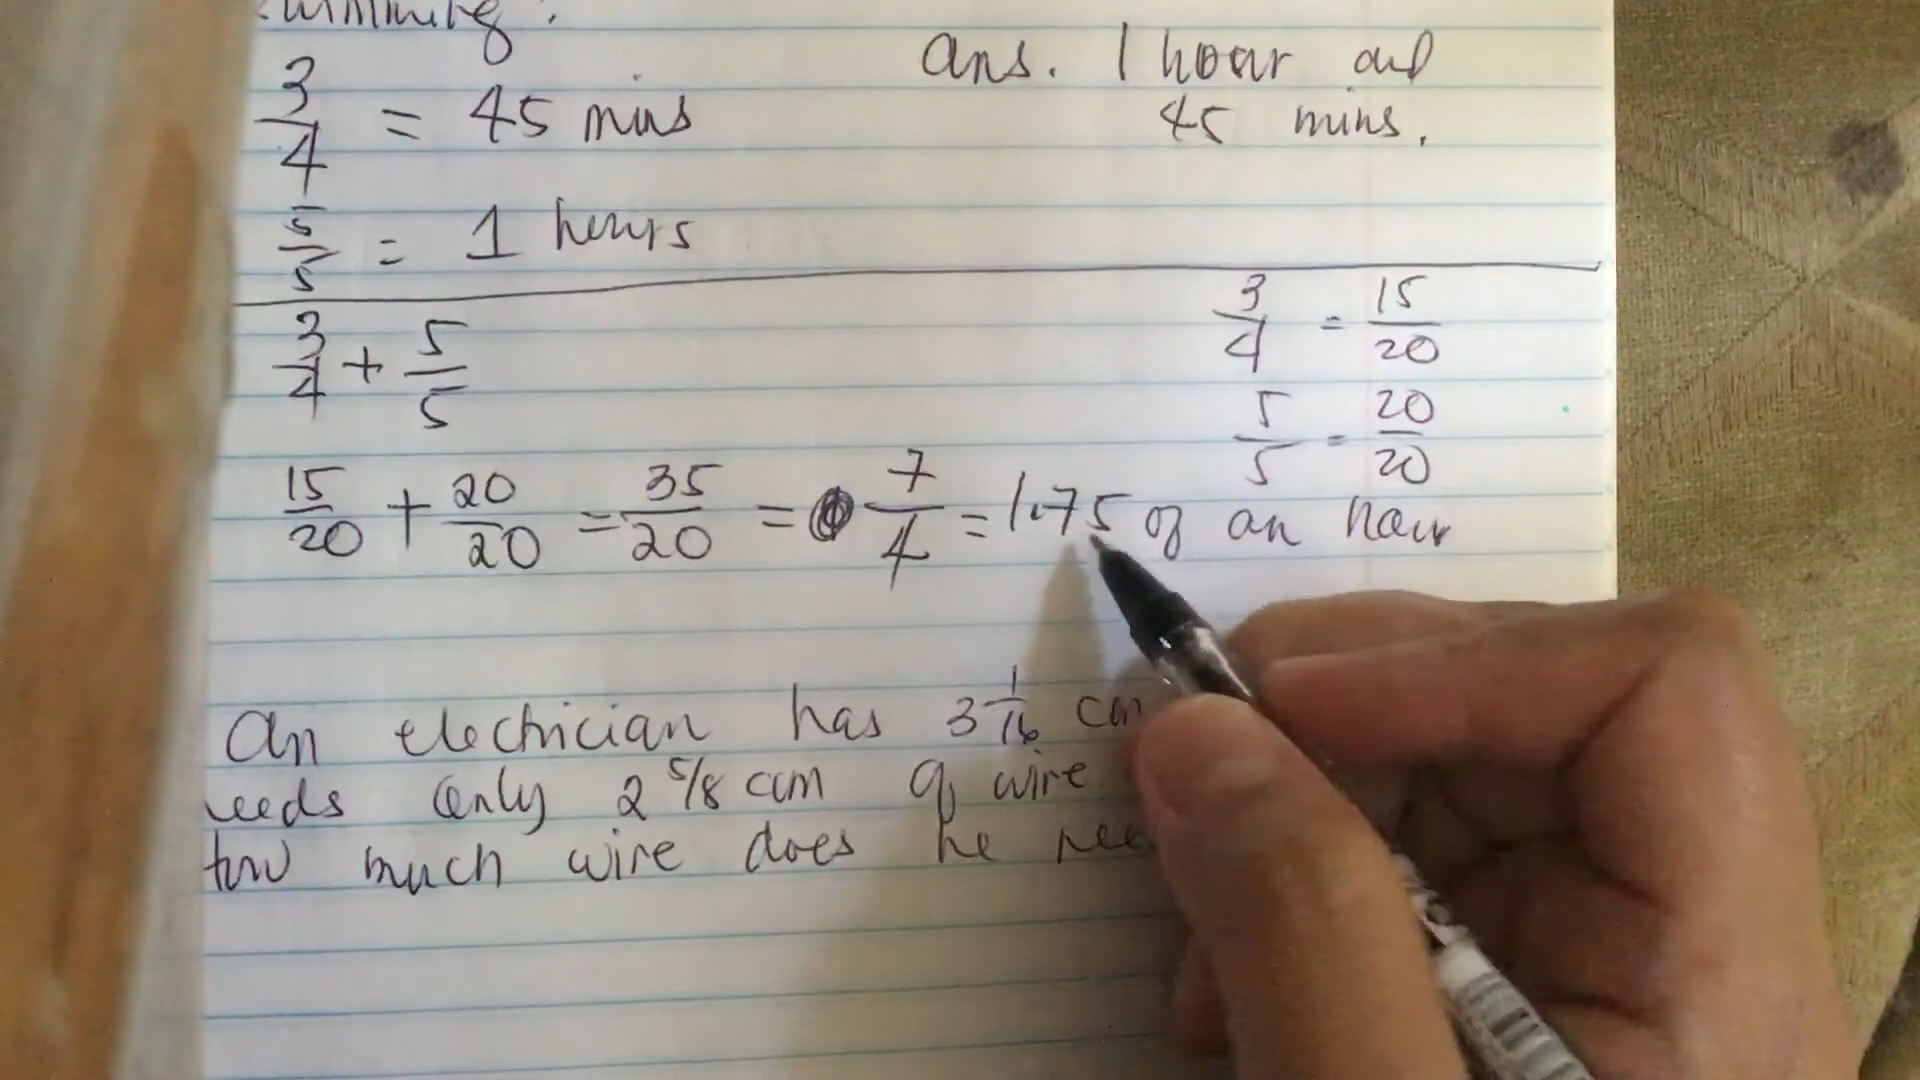 ans. 1 hour and
3/4 = 45 mins
45 mins.
5/5 = 1 hours
3/4 = 15/20
3/4 + 5/5
5/5 = 20/20
15/20 + 20/20 = 35/20 = 7/4 = 1.75 of an hour
An electrician has 3 1/16 cm
needs only 2 5/8 cm of wire
how much wire does he nee